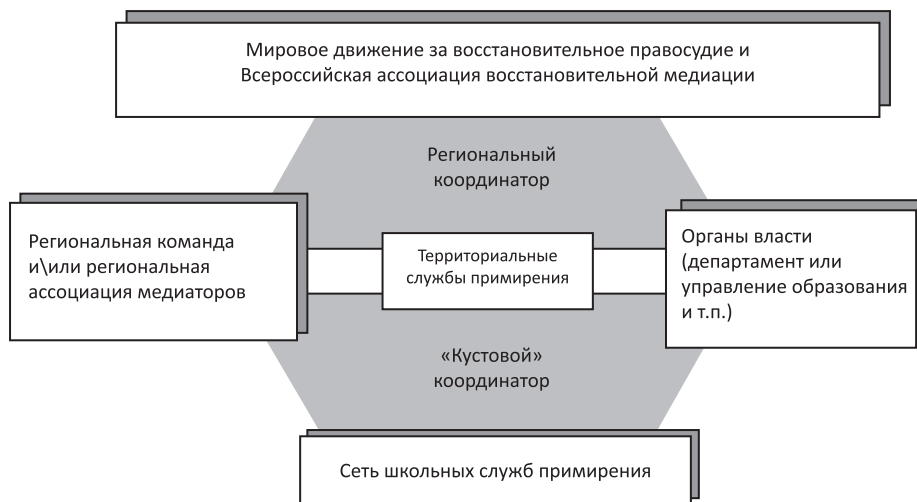 Мировое движение за восстановительное правосудие и
Всероссийская ассоциация восстановительной медиации
Региональный
координатор
Региональная команда
и\или региональная
ассоциация медиаторов
Территориальные
службы примирения
Органы власти
(департамент или
управление образования
и т.п.)
«Кустовой»
координатор
Сеть школьных служб примирения